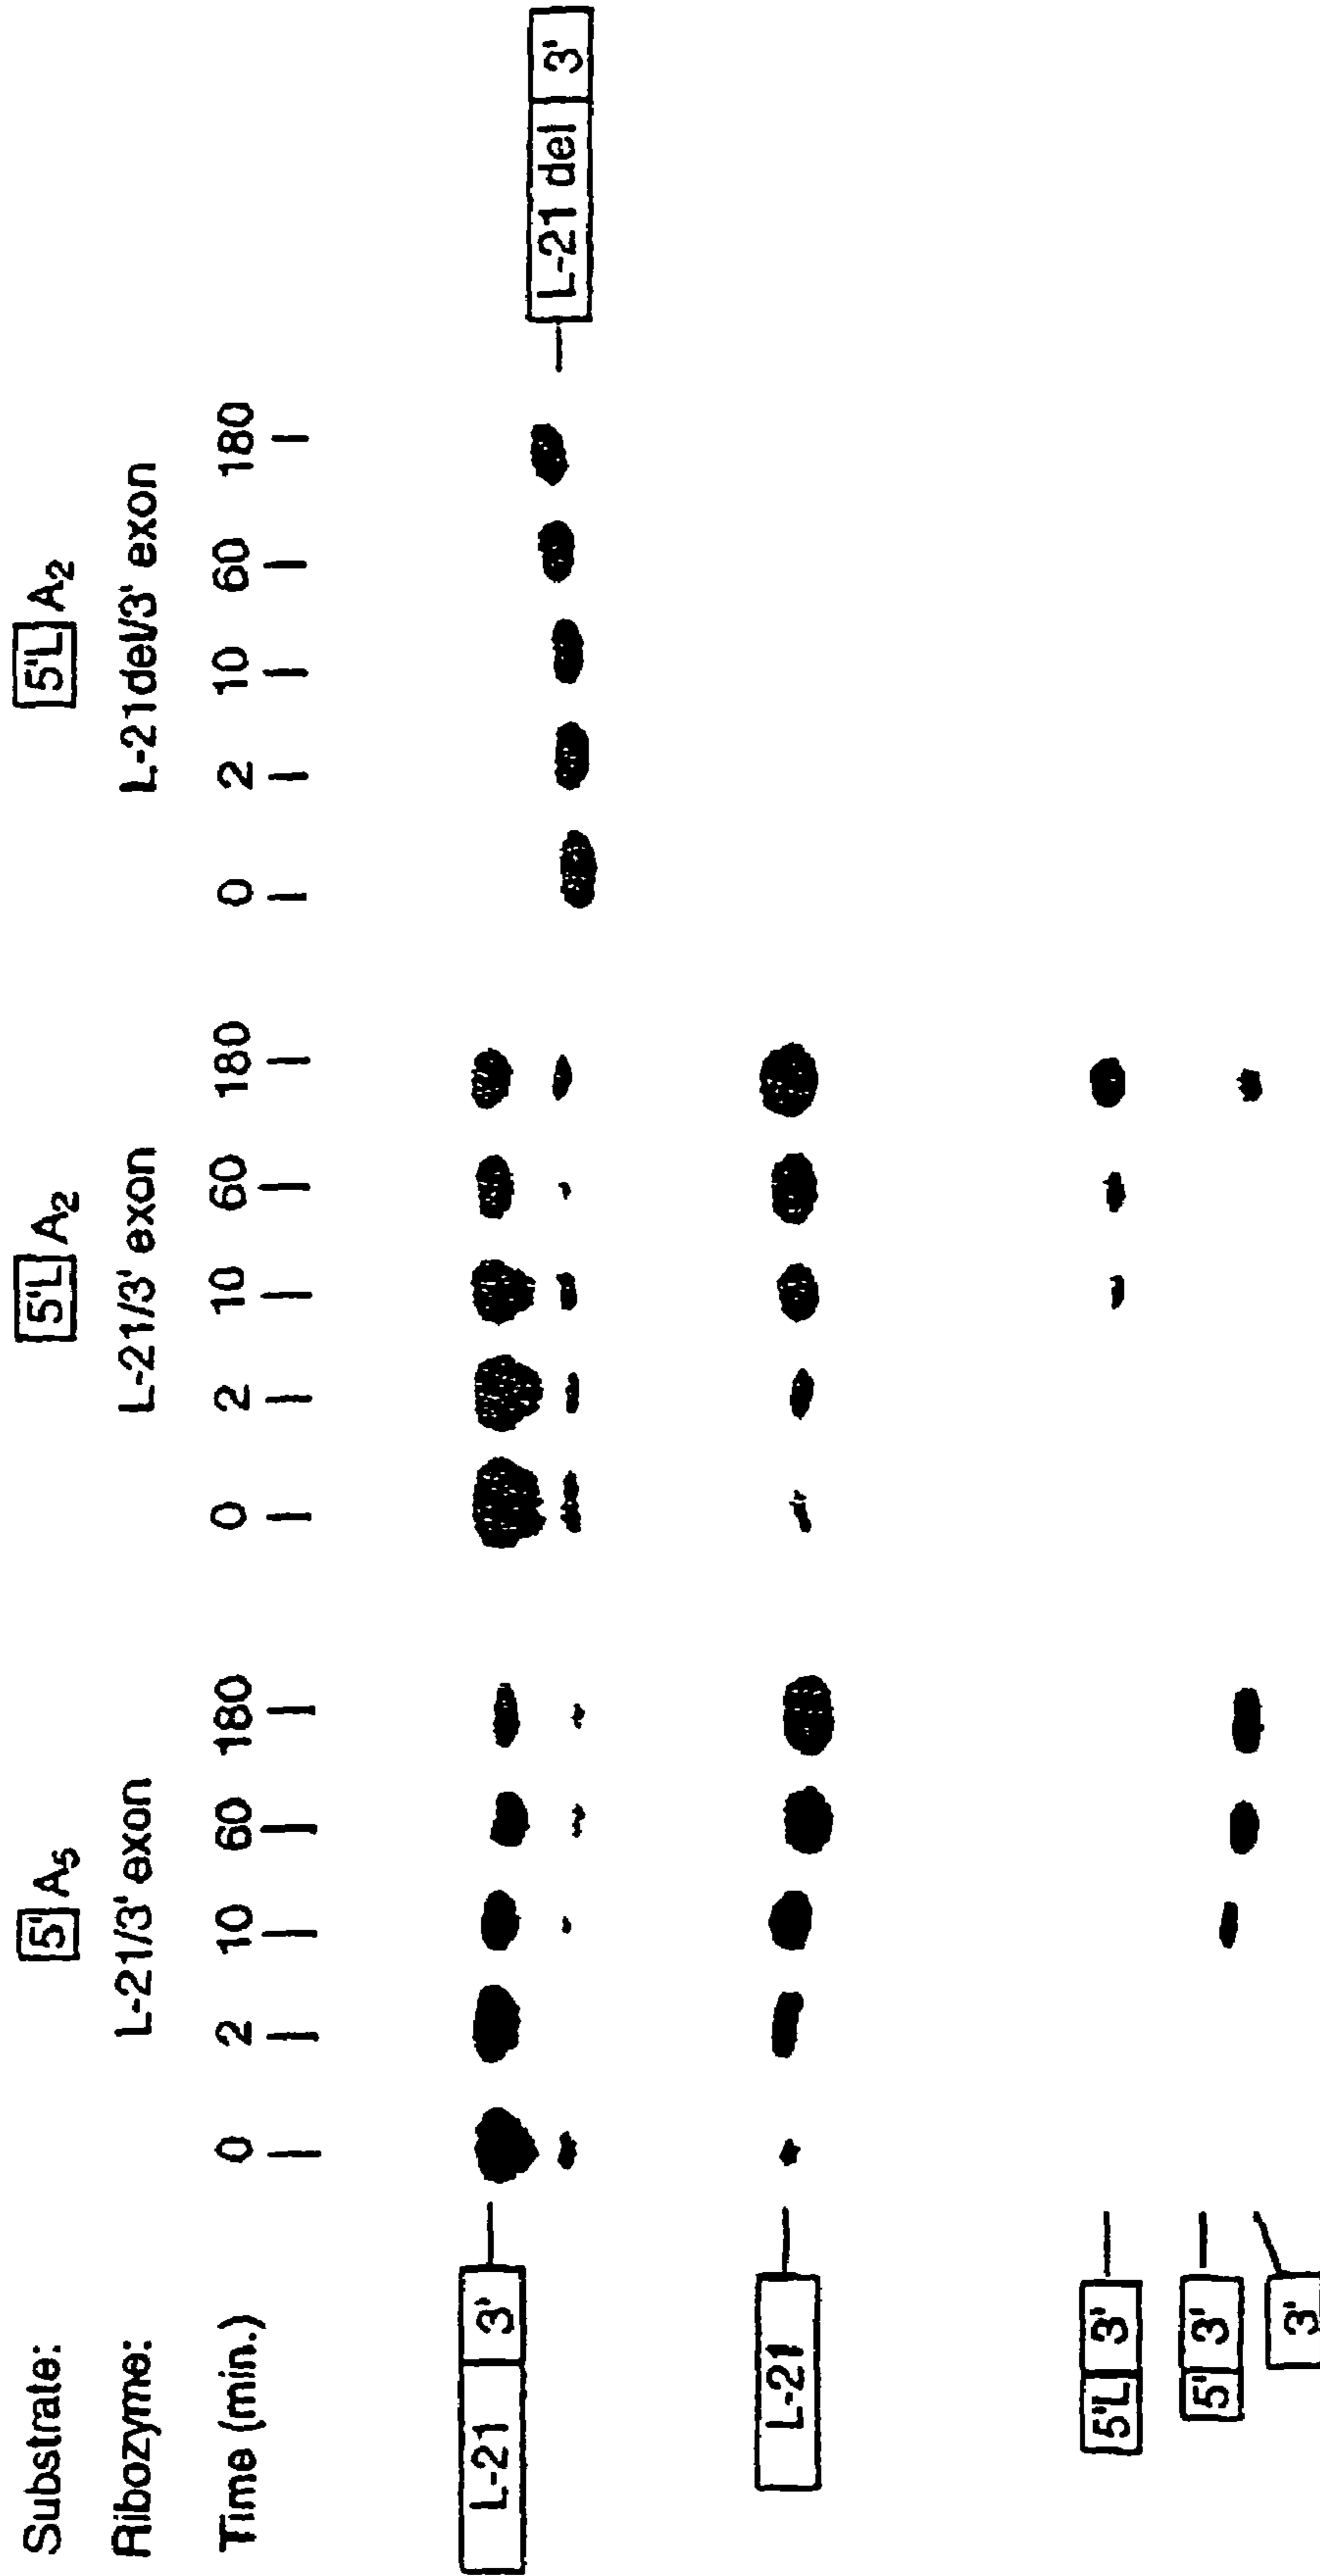 Substrate: 5' A5 5'L A2 5'L A2
Ribozyme: L-21/3' exon L-21/3' exon L-21del/3' exon
Time (min.) 0 2 10 60 180 0 2 10 60 180 0 2 10 60 180
L-21 3'
L-21 del 3'
L-21
5'L 3'
5' 3'
3'